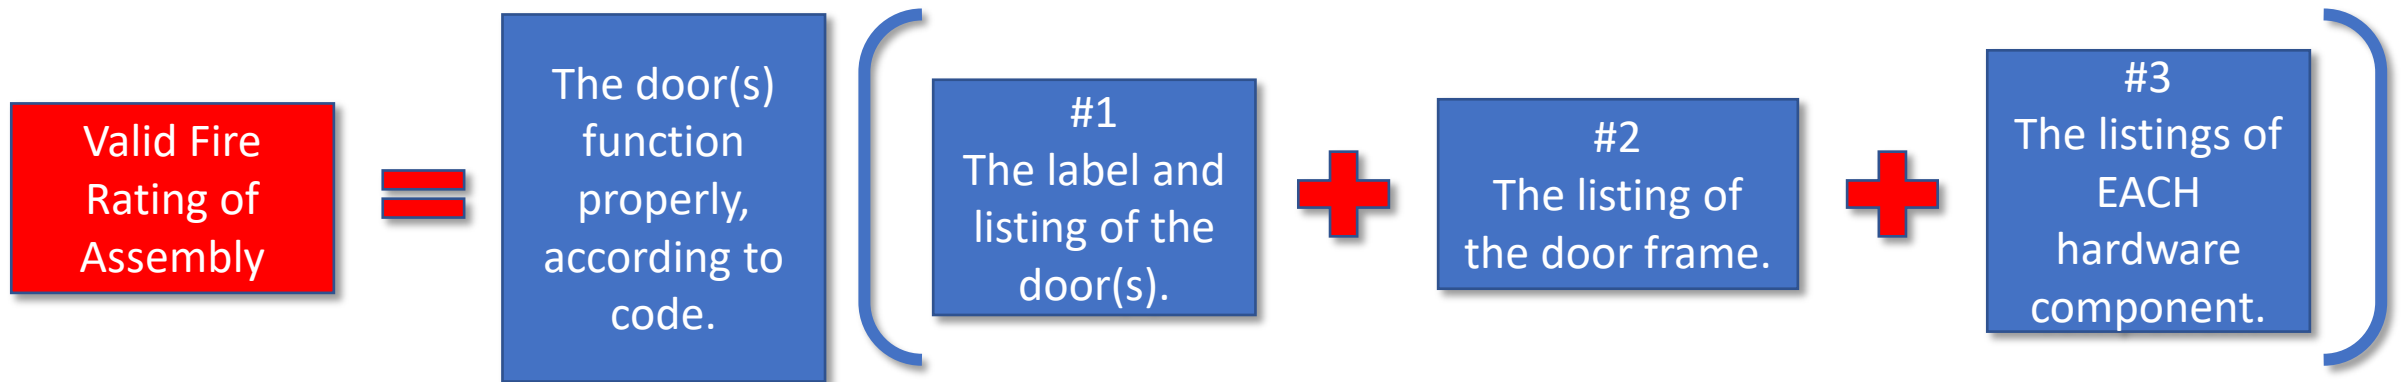 Valid Fire
Rating of
Assembly
The door(s)
function
properly,
according to
code.
#1
The label and
listing of the
door(s).
#2
The listing of
the door frame.
#3
The listings of
EACH
hardware
component.